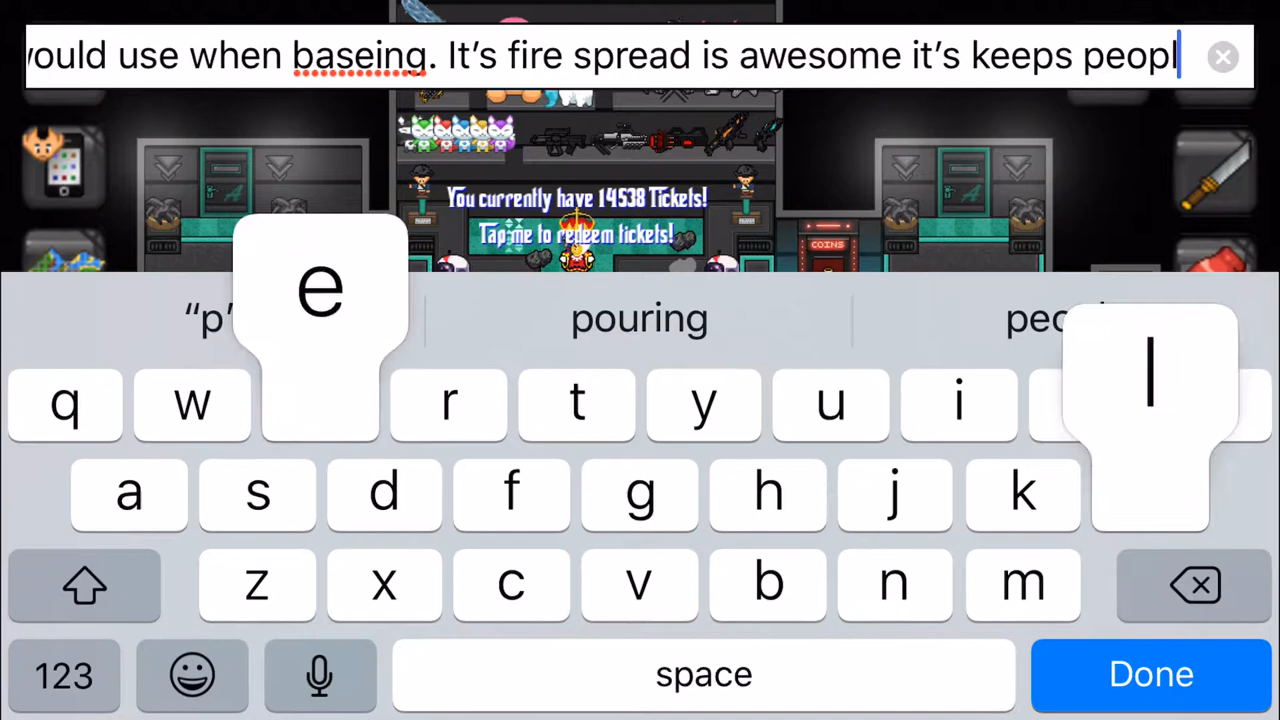 would use when baseing. It’s fire spread is awesome it’s keeps peopl
You currently have 14538 Tickets!
Tap me to redeem tickets!
COINS
“p” pouring
e
l
q w r t y u i
a s d f g h j k
z x c v b n m
123 space Done